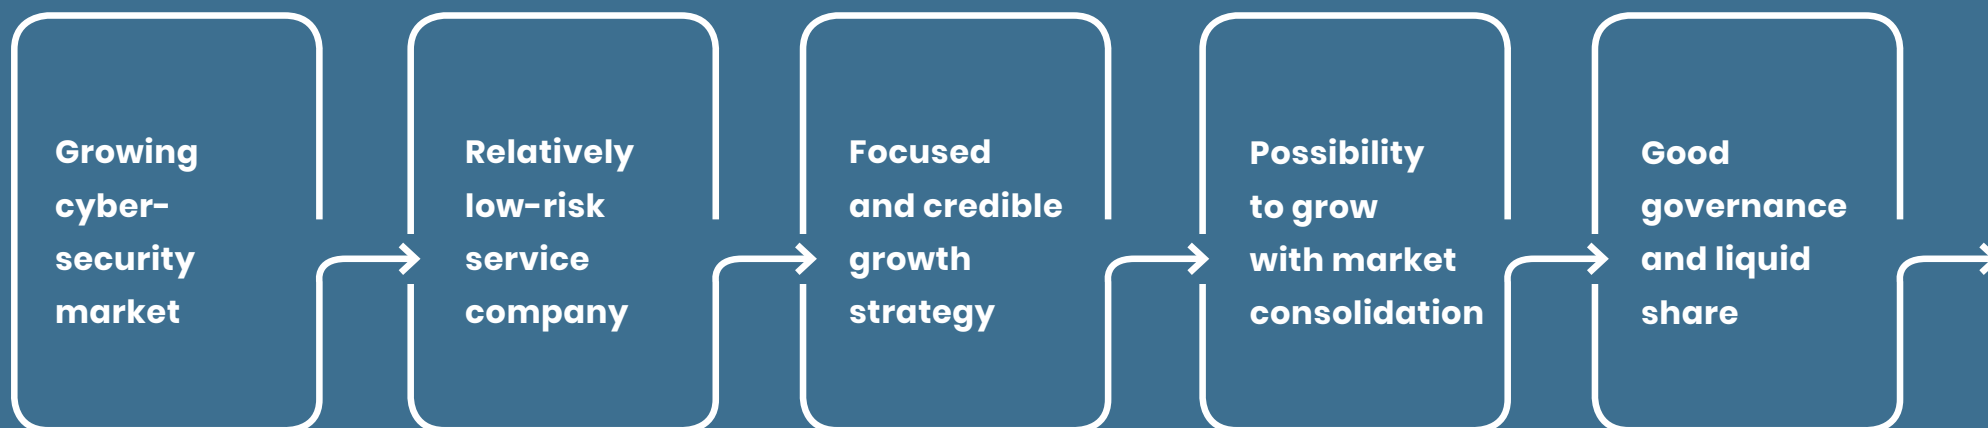 Growing
cyber-
security
market
Relatively
low-risk
service
company
Focused
and credible
growth
strategy
Possibility
to grow
with market
consolidation
Good
governance
and liquid
share